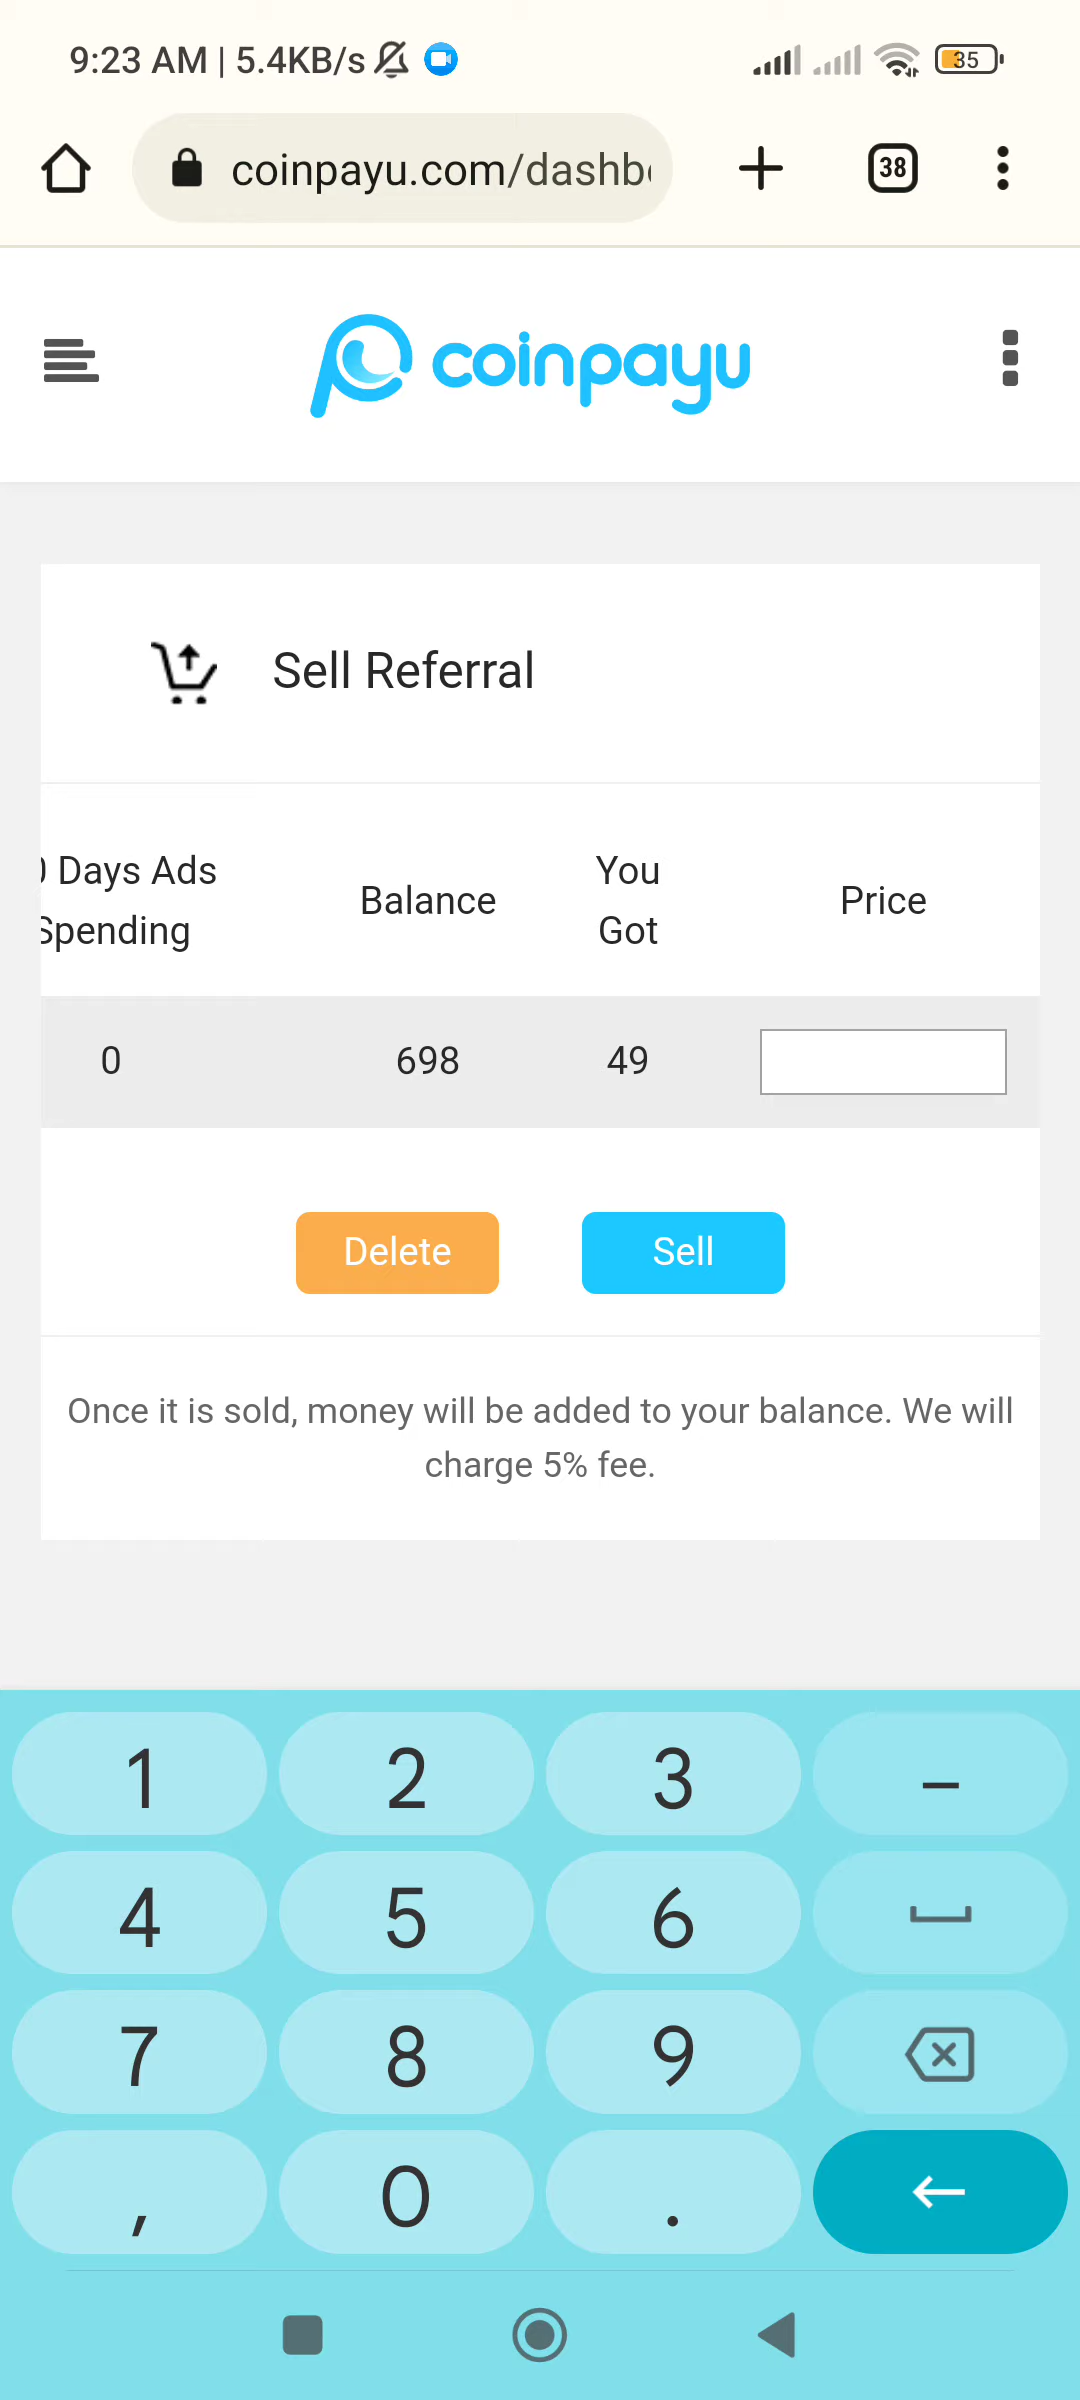 9:23 AM | 5.4KB/s
35
coinpayu.com/dashb
38
coinpayu
Sell Referral
Days Ads
Spending
Balance
You
Got
Price
0
698
49
Delete
Sell
Once it is sold, money will be added to your balance. We will
charge 5% fee.
1 2 3 –
4 5 6
7 8 9
, 0 .